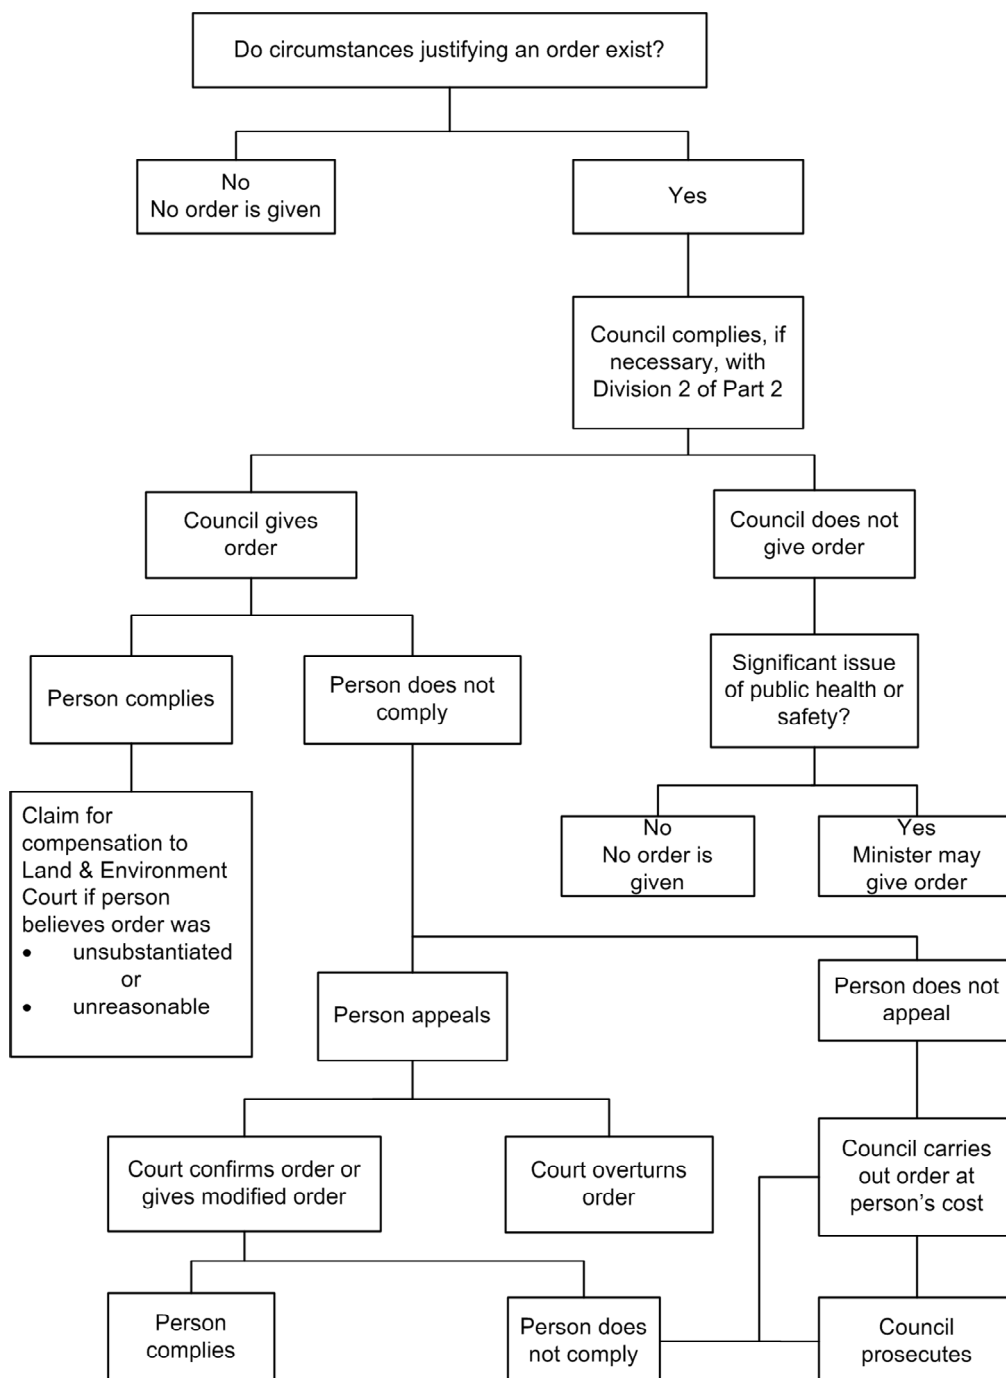 Do circumstances justifying an order exist?
No
No order is given
Yes
Council complies, if
necessary, with
Division 2 of Part 2
Council gives
order
Council does not
give order
Person complies
Person does not
comply
Significant issue
of public health or
safety?
Claim for
compensation to
Land & Environment
Court if person
believes order was
• unsubstantiated
or
• unreasonable
No
No order is
given
Yes
Minister may
give order
Person appeals
Person does not
appeal
Court confirms order or
gives modified order
Court overturns
order
Council carries
out order at
person's cost
Person
complies
Person does
not comply
Council
prosecutes